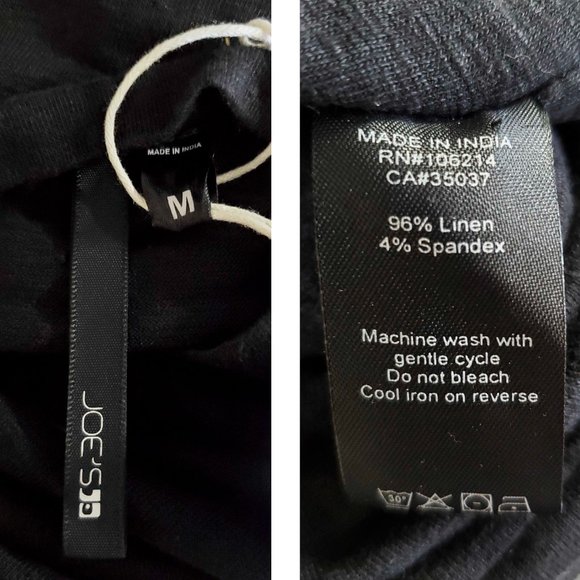 MADE IN INDIA
M
JOE'S
MADE IN INDIA
RN#106214
CA#35037
96% Linen
4% Spandex
Machine wash with
gentle cycle
Do not bleach
Cool iron on reverse
30°